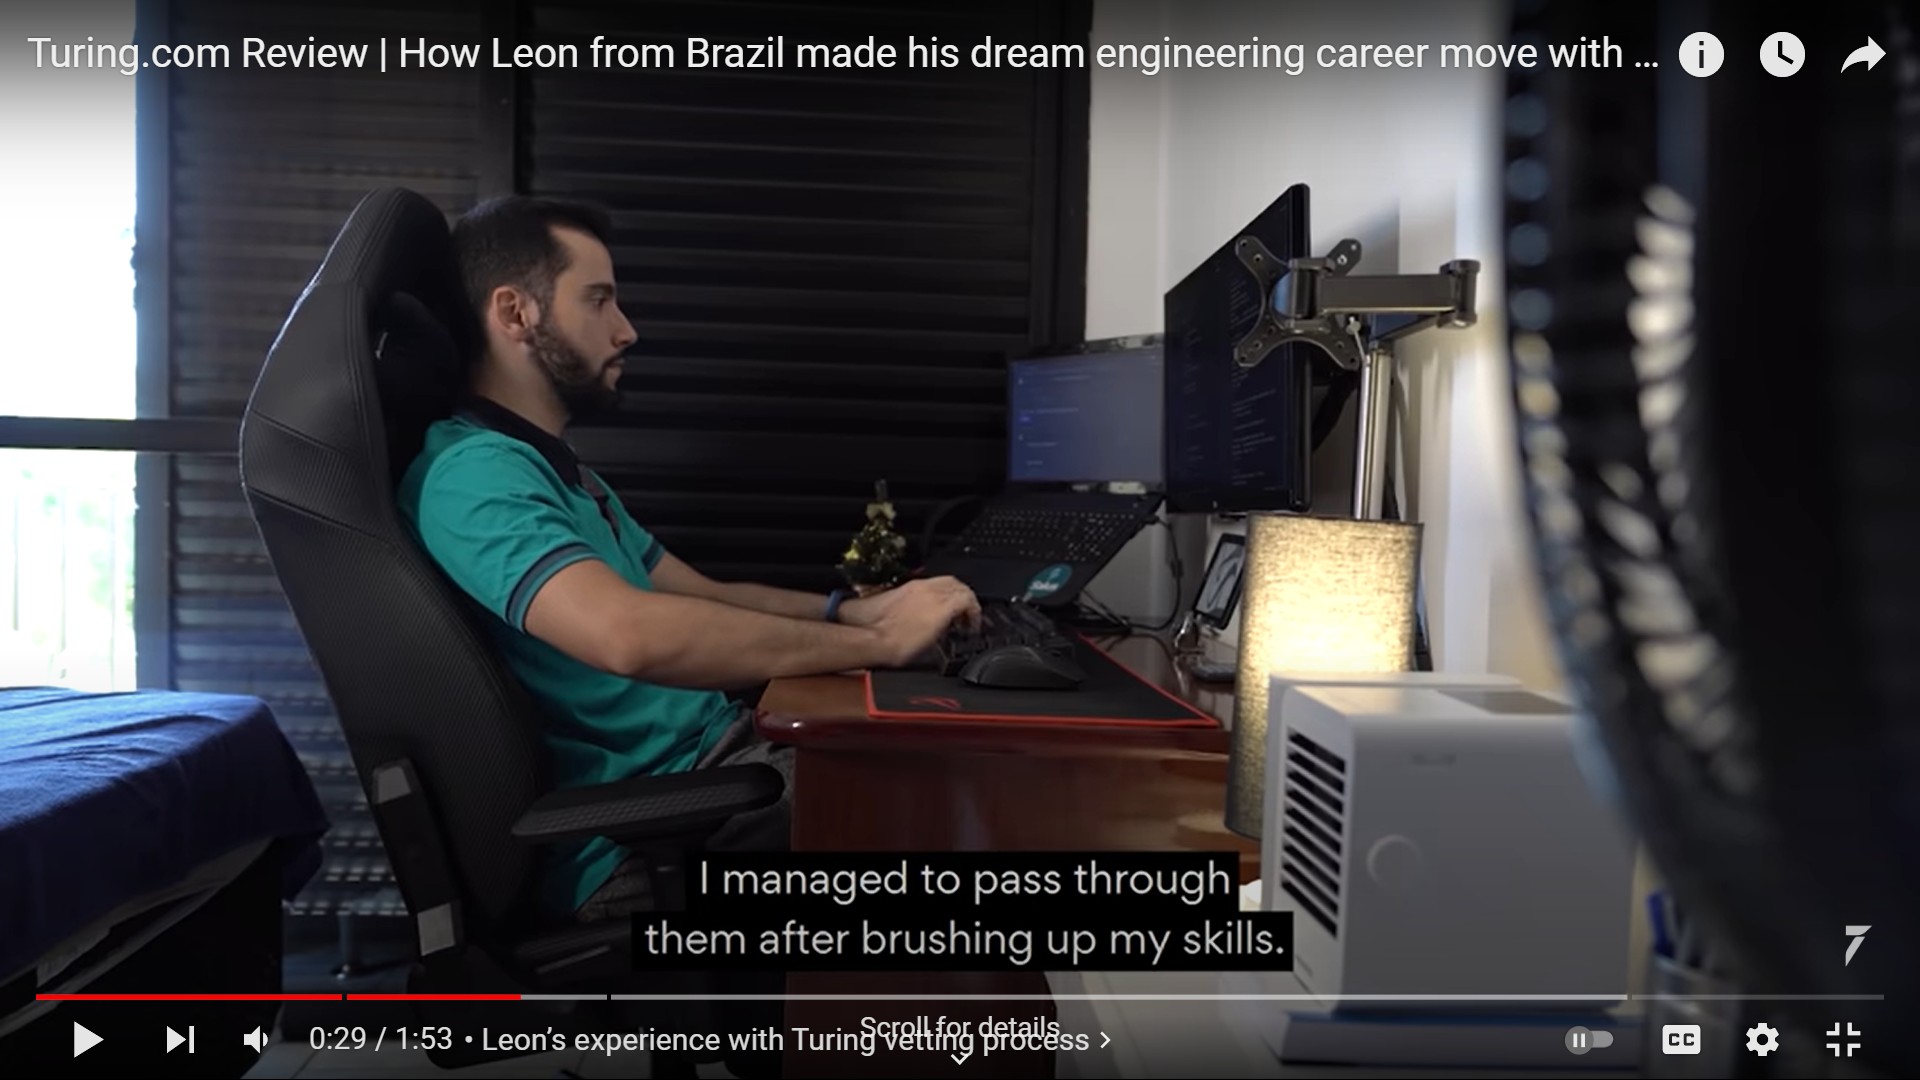 Turing.com Review | How Leon from Brazil made his dream engineering career move with ...
I managed to pass through
them after brushing up my skills.
0:29 / 1:53 • Leon’s experience with Turing vetting process
Scroll for details
CC